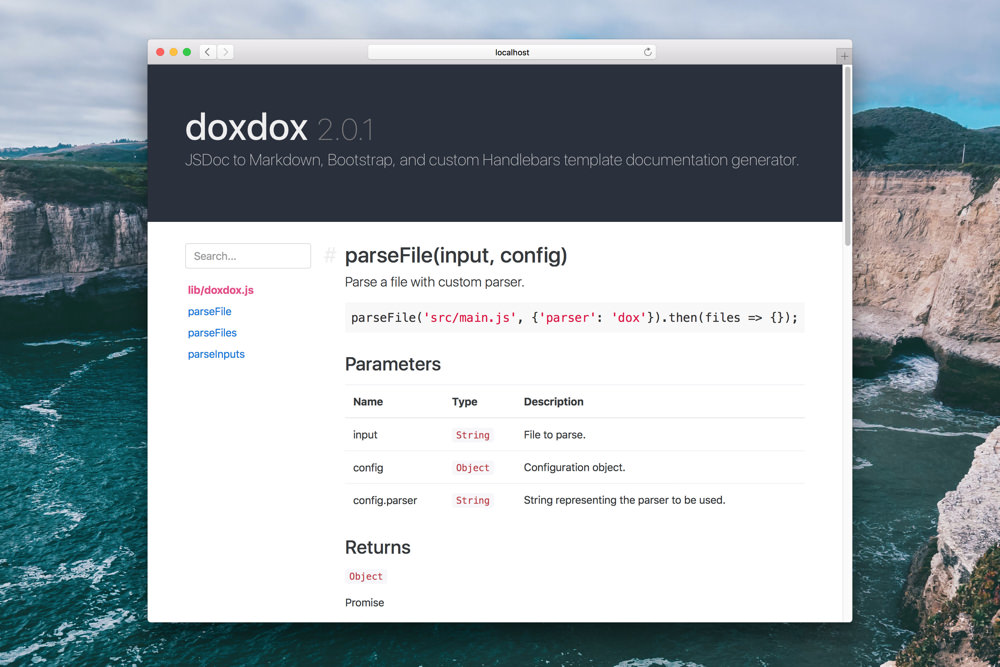 localhost
doxdox 2.0.1
JSDoc to Markdown, Bootstrap, and custom Handlebars template documentation generator.
Search...
lib/doxdox.js
parseFile
parseFiles
parseInputs
# parseFile(input, config)
Parse a file with custom parser.
parseFile('src/main.js', {'parser': 'dox'}).then(files => {});
Parameters
Name Type Description
input String File to parse.
config Object Configuration object.
config.parser String String representing the parser to be used.
Returns
Object
Promise